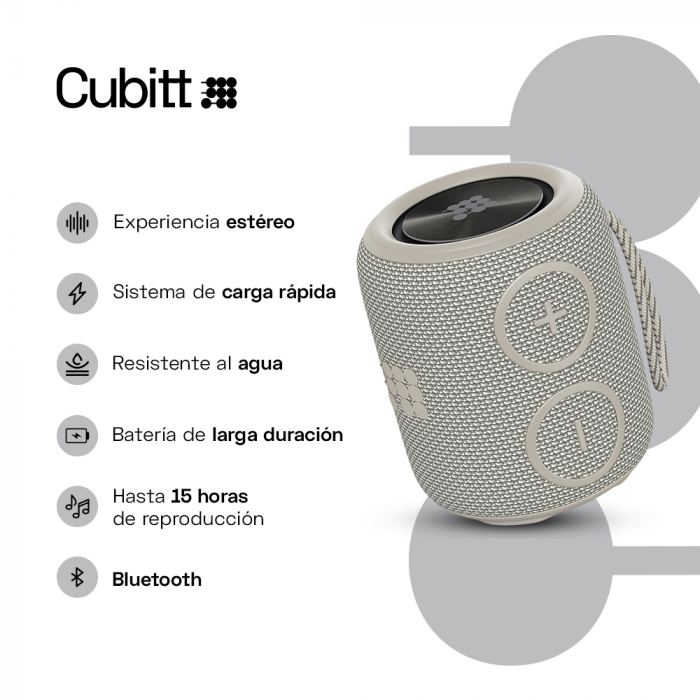 Cubitt
Experiencia estéreo
Sistema de carga rápida
Resistente al agua
Batería de larga duración
Hasta 15 horas
de reproducción
Bluetooth